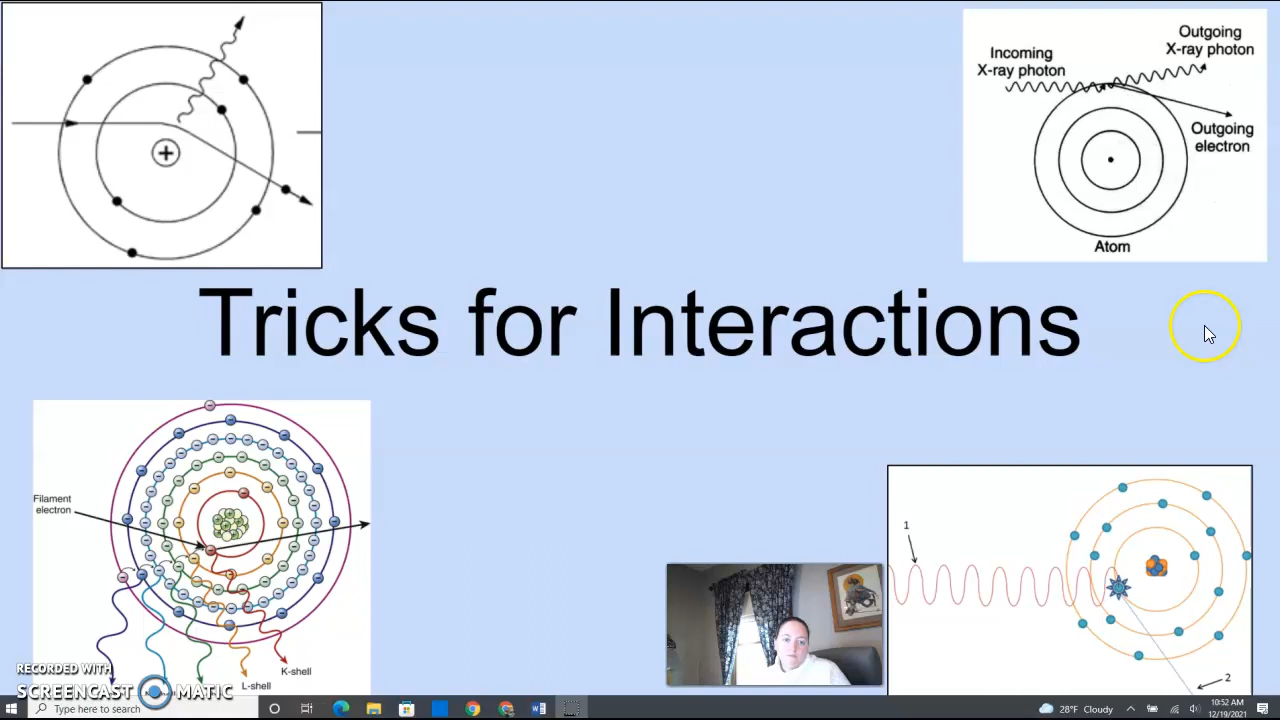 Incoming
X-ray photon
Outgoing
X-ray photon
Outgoing
electron
Atom
Tricks for Interactions
Filament
electron
K-shell
L-shell
1
2
RECORDED WITH
SCREENCAST MATIC
Type here to search
28°F Cloudy
10:52 AM
12/19/2021